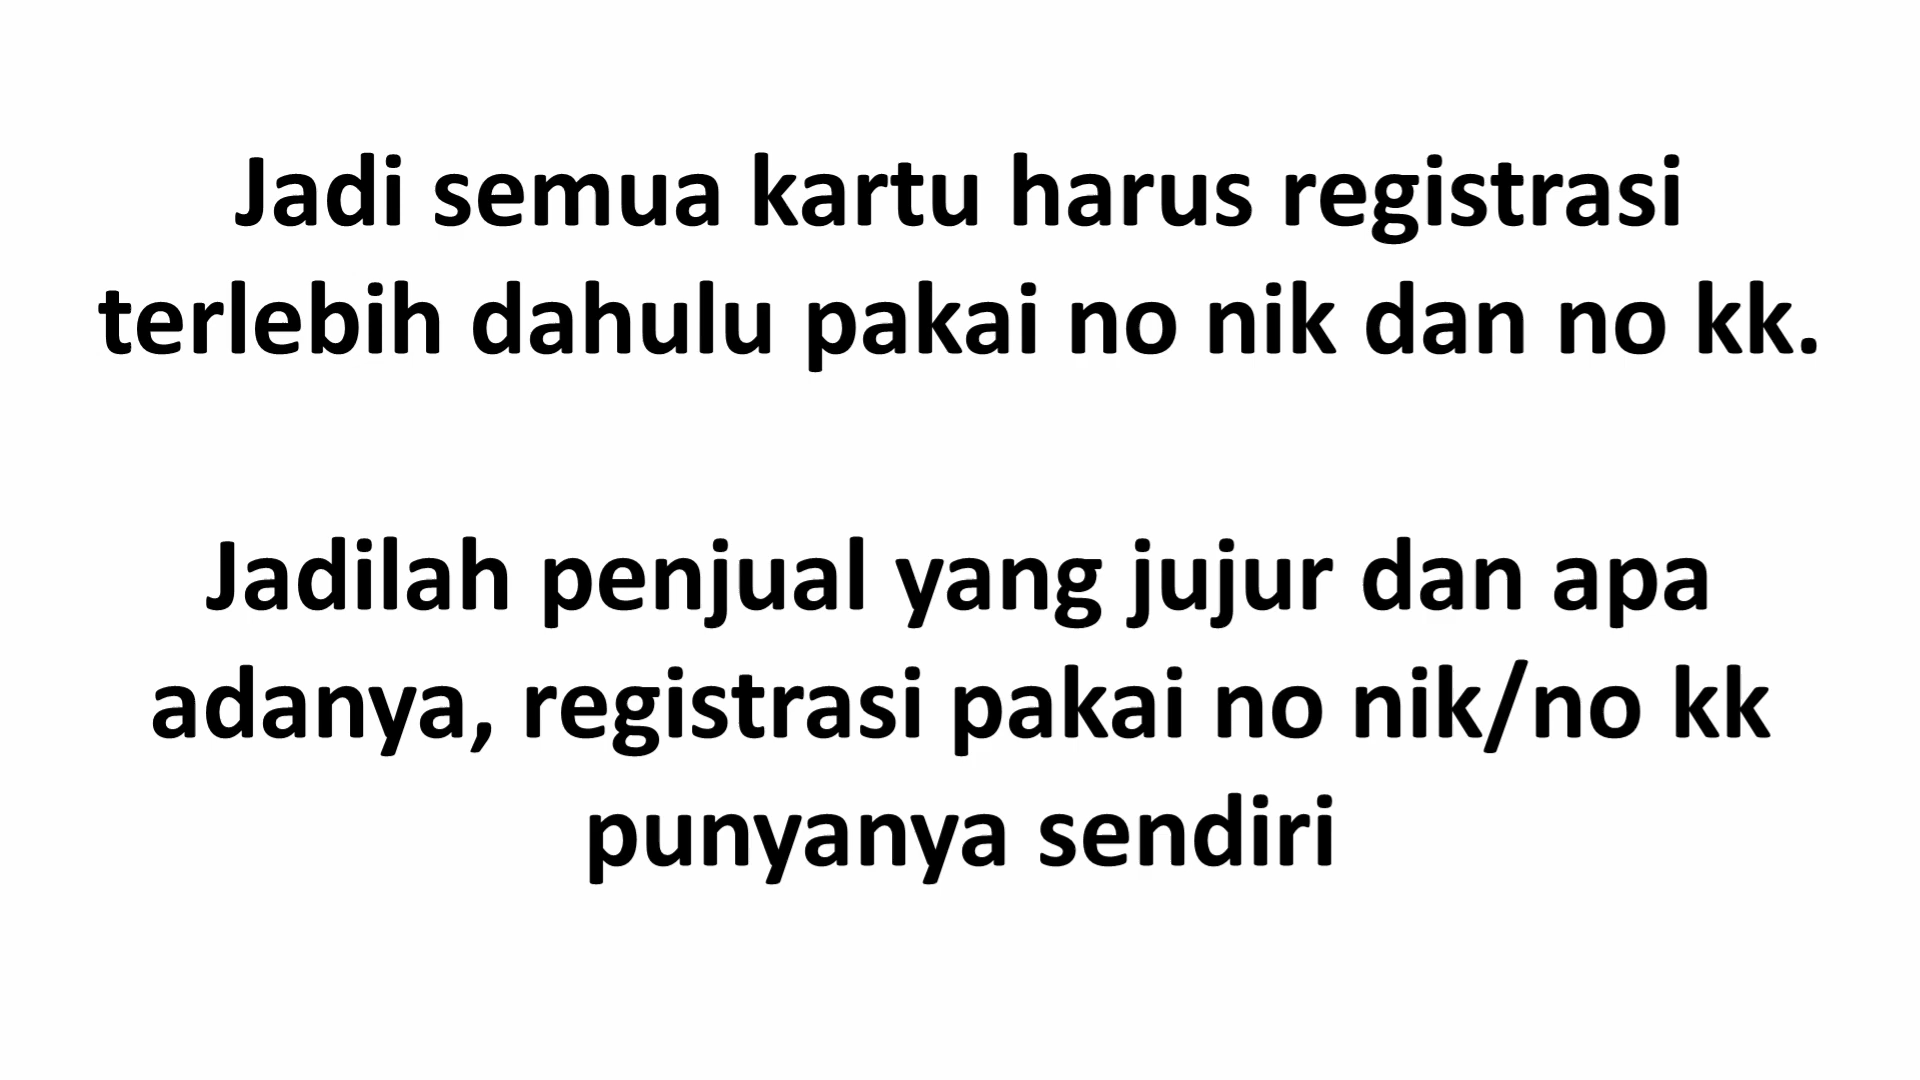 Jadi semua kartu harus registrasi
terlebih dahulu pakai no nik dan no kk.
Jadilah penjual yang jujur dan apa
adanya, registrasi pakai no nik/no kk
punyanya sendiri